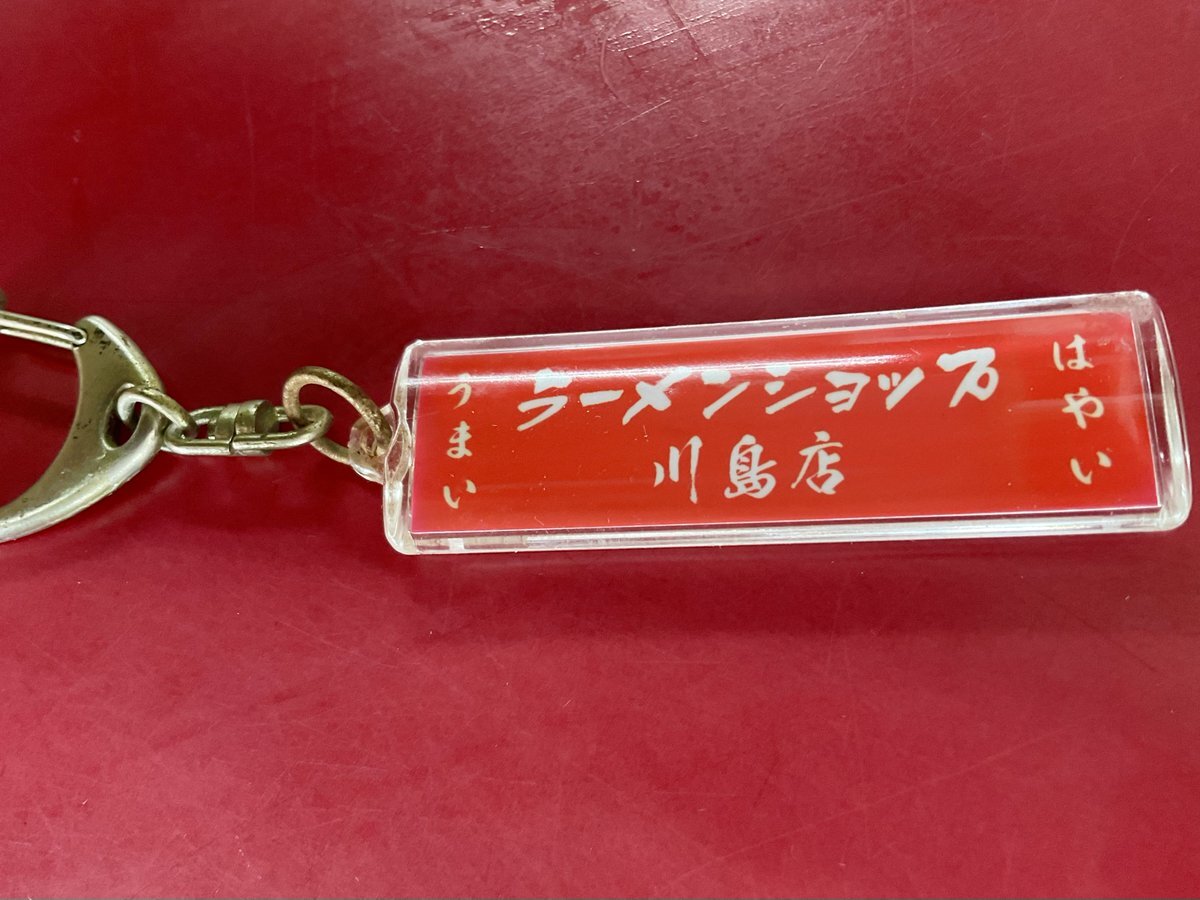 はやい
ラーメンショップ
川島店
うまい